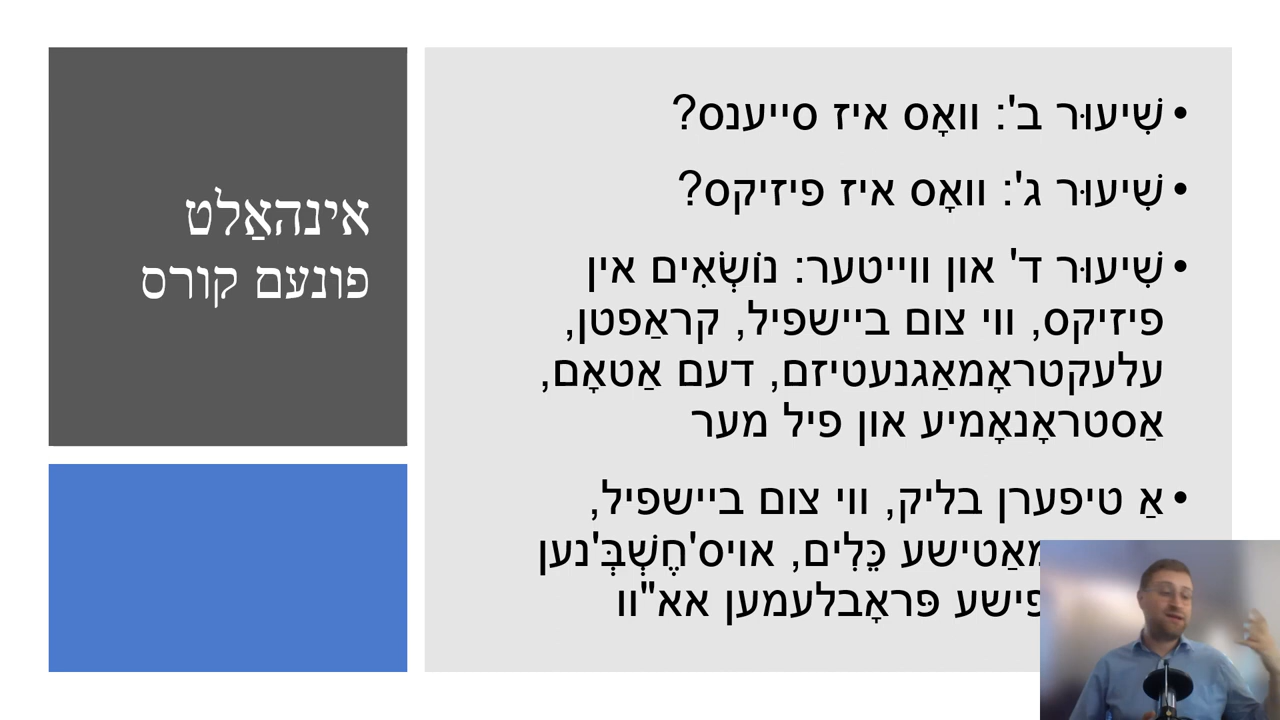 אינהאַלט
פונעם קורס
• שִׁיעוּר ב': וואָס איז סייענס?
• שִׁיעוּר ג': וואָס איז פיזיקס?
• שִׁיעוּר ד' און ווייטער: נוֹשְׂאִים אין
פיזיקס, ווי צום ביישפיל, קראַפטן,
עלעקטראָמאַגנעטיזם, דעם אַטאָם,
אַסטראָנאָמיע און פיל מער
• אַ טיפערן בליק, ווי צום ביישפיל,
כֵּלִים, אויס'חֶשְׁבְּ'נען
פּראָבלעמען אא"וו